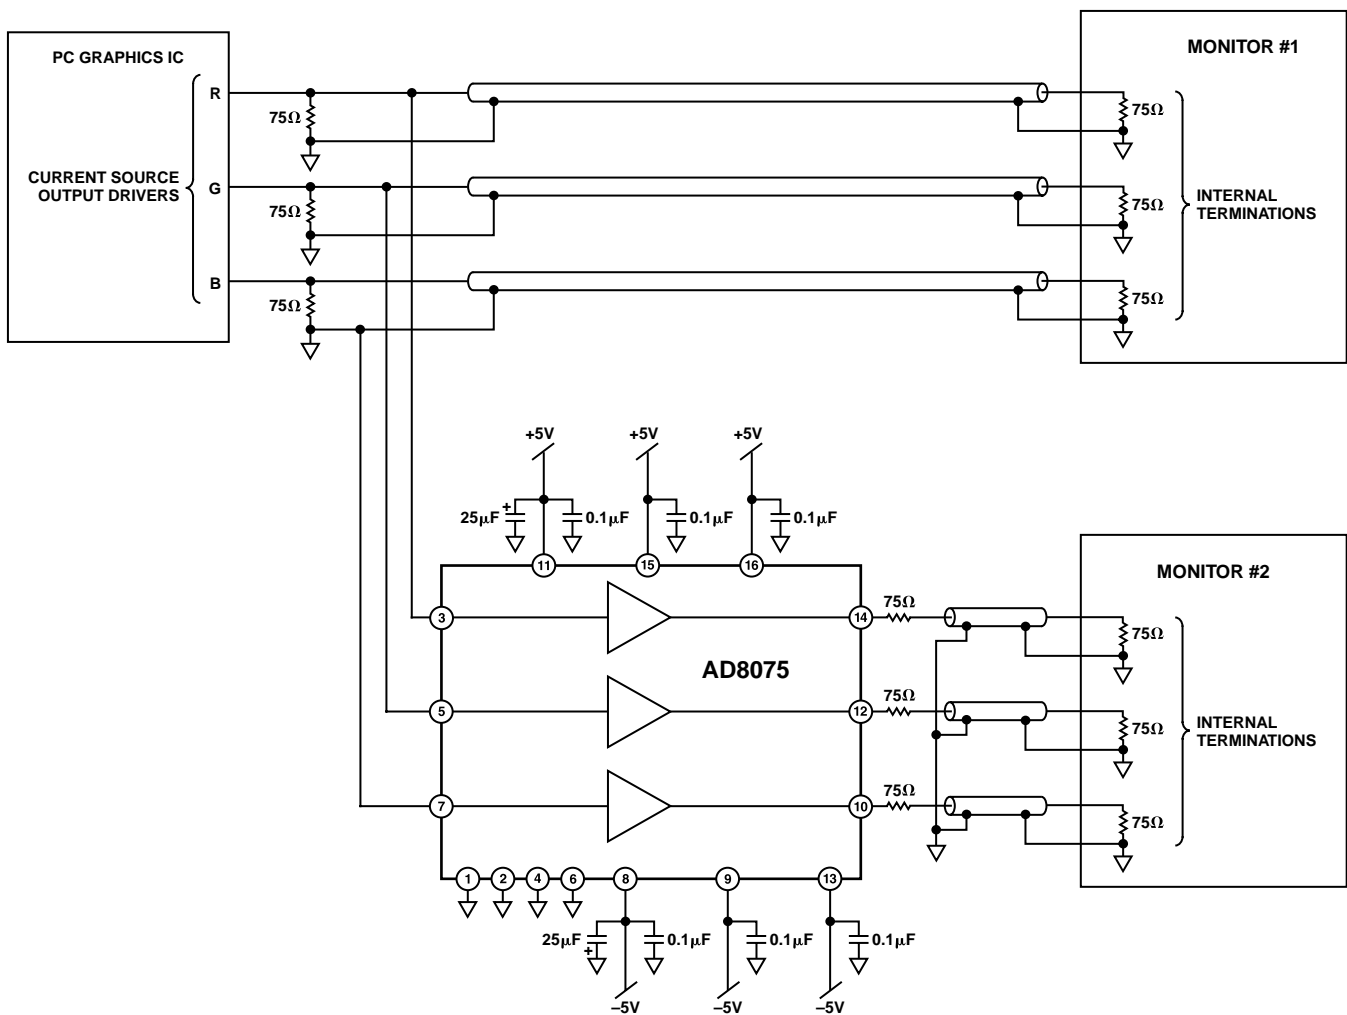 PC GRAPHICS IC
MONITOR #1
R
75Ω
75Ω
CURRENT SOURCE
OUTPUT DRIVERS
G
75Ω
75Ω
INTERNAL
TERMINATIONS
B
75Ω
75Ω
+5V
+5V
+5V
+
25µF
0.1µF
0.1µF
0.1µF
11
15
16
MONITOR #2
3
14
75Ω
75Ω
AD8075
5
12
75Ω
75Ω
INTERNAL
TERMINATIONS
7
10
75Ω
75Ω
1
2
4
6
8
9
13
25µF
+
0.1µF
0.1µF
0.1µF
–5V
–5V
–5V